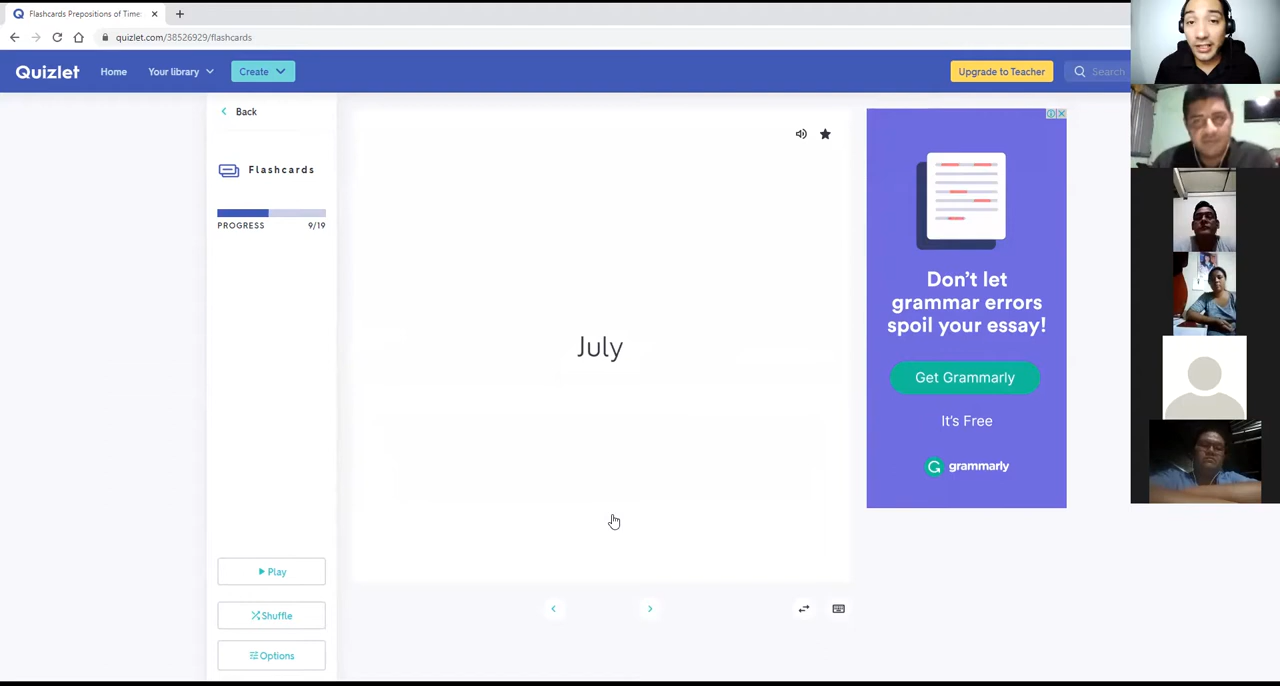 Flashcards Prepositions of Time:
quizlet.com/38526929/flashcards
Quizlet
Home
Your library
Create
Upgrade to Teacher
Search
Back
Flashcards
PROGRESS
9/19
July
Don't let
grammar errors
spoil your essay!
Get Grammarly
It's Free
grammarly
Play
Shuffle
Options